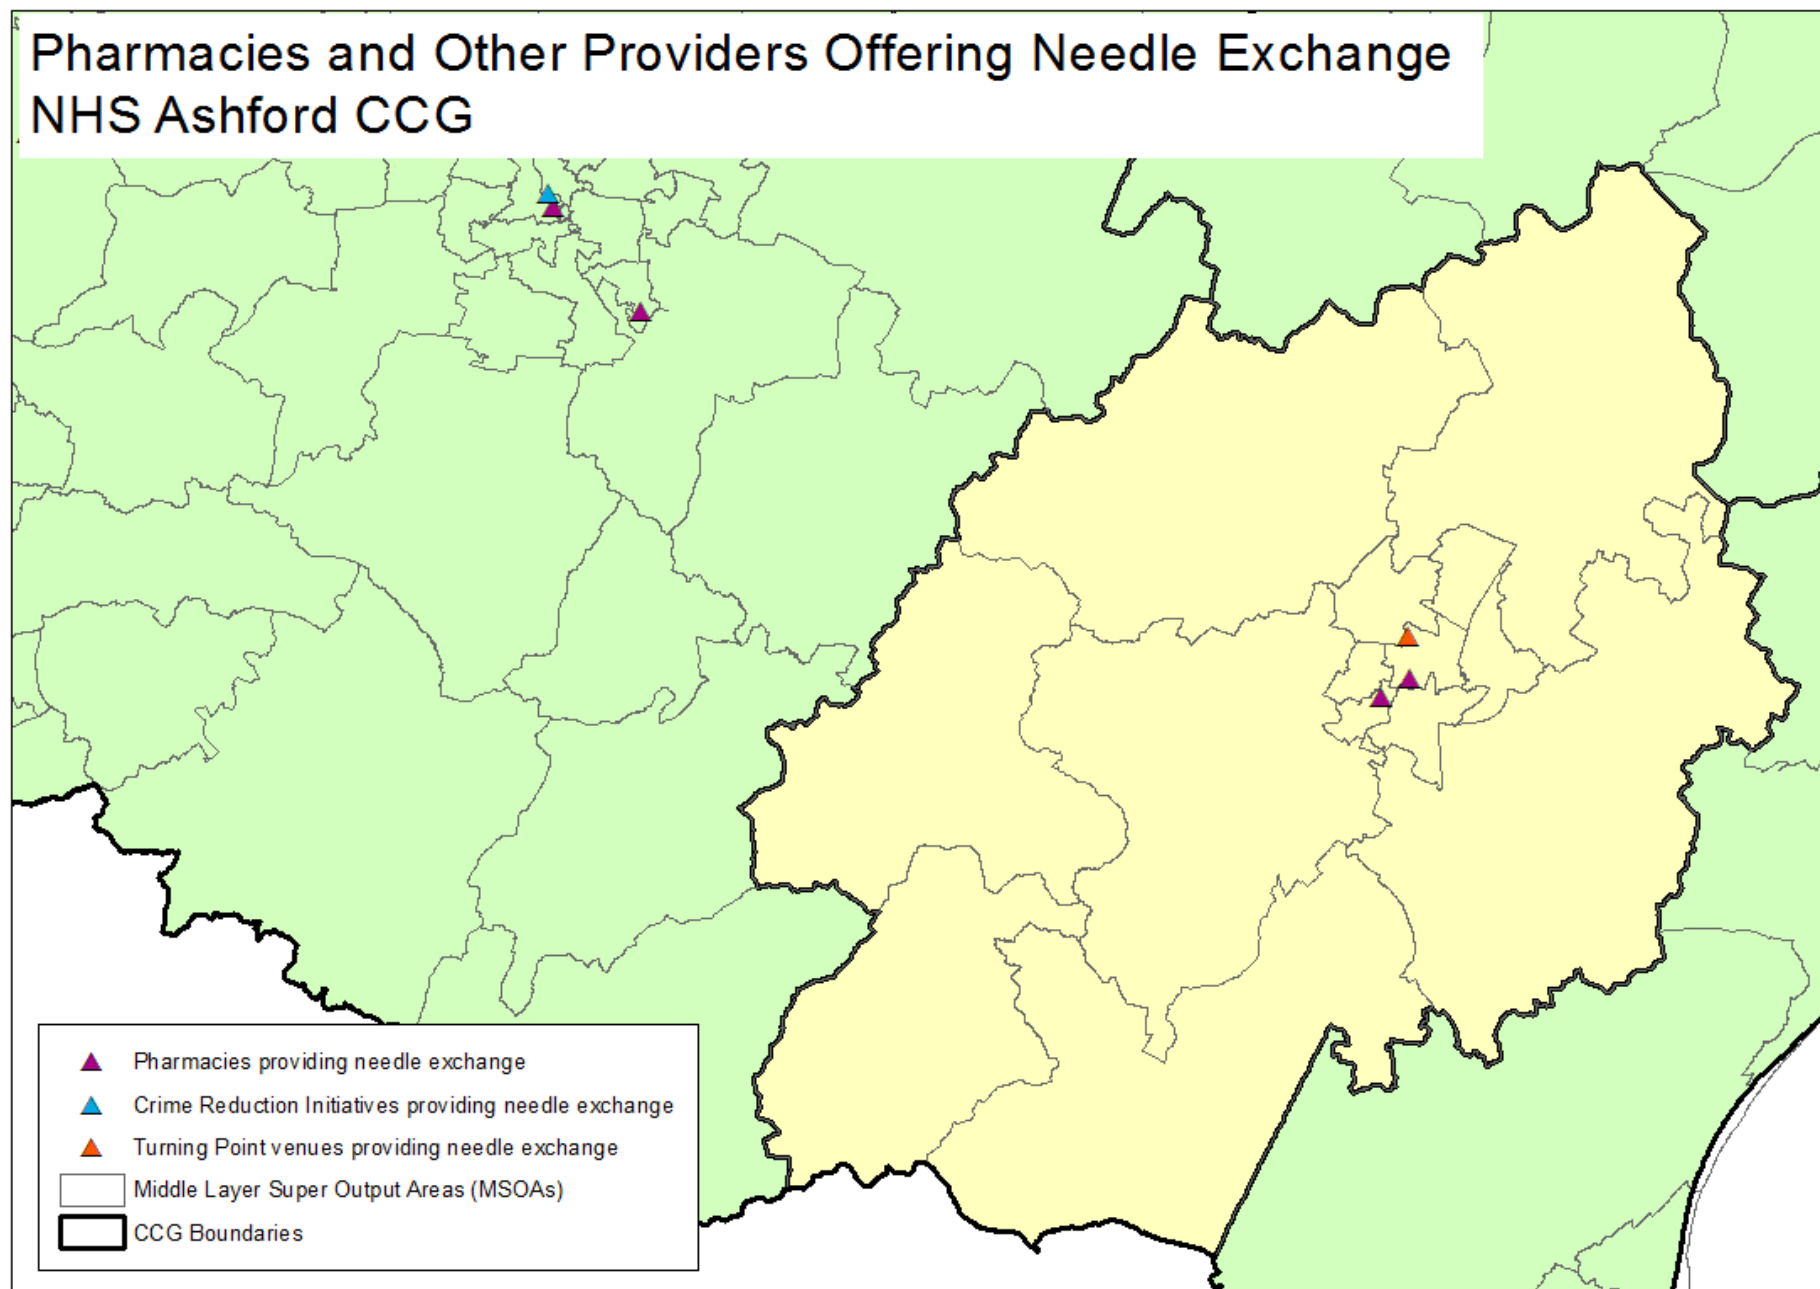 Pharmacies and Other Providers Offering Needle Exchange
NHS Ashford CCG
Pharmacies providing needle exchange
Crime Reduction Initiatives providing needle exchange
Turning Point venues providing needle exchange
Middle Layer Super Output Areas (MSOAs)
CCG Boundaries